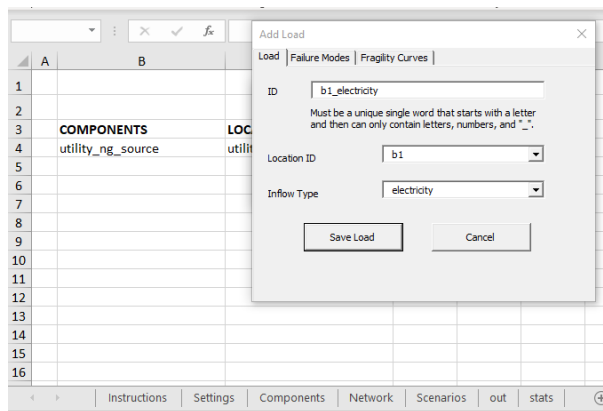 fx
Add Load
Load Failure Modes Fragility Curves
A B
1
ID b1_electricity
Must be a unique single word that starts with a letter
and then can only contain letters, numbers, and "_".
2
3 COMPONENTS LOC
4 utility_ng_source utilit
Location ID b1
5
6
Inflow Type electricity
7
8
Save Load Cancel
9
10
11
12
13
14
15
16
Instructions Settings Components Network Scenarios out stats